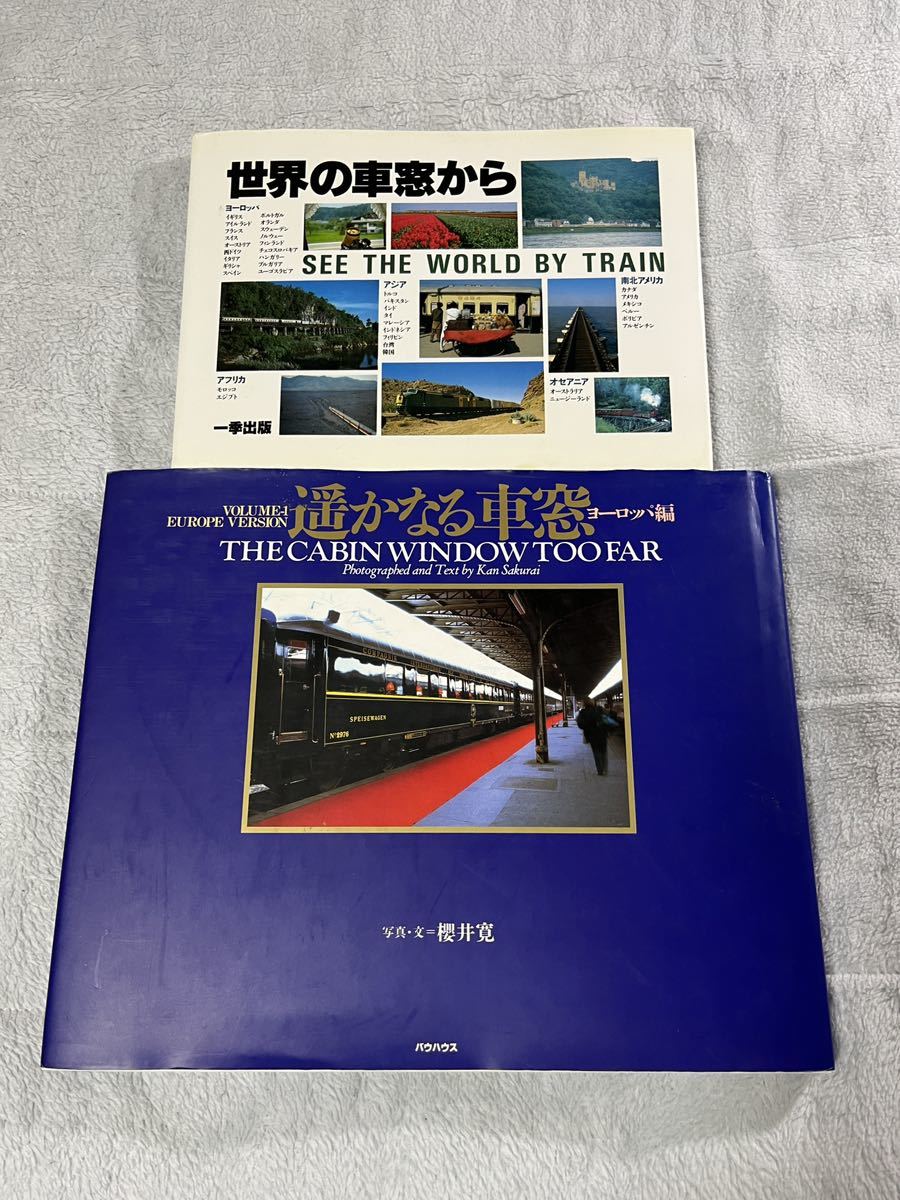 世界の車窓から
ヨーロッパ
イギリス
アイルランド
フランス
スイス
オーストリア
西ドイツ
イタリア
ギリシャ
スペイン
ポルトガル
オランダ
スウェーデン
ノルウェー
フィンランド
チェコスロバキア
ハンガリー
ブルガリア
ユーゴスラビア
SEE THE WORLD BY TRAIN
アジア
トルコ
パキスタン
インド
タイ
マレーシア
インドネシア
フィリピン
台湾
韓国
南北アメリカ
カナダ
アメリカ
メキシコ
ペルー
ボリビア
アルゼンチン
アフリカ
モロッコ
エジプト
オセアニア
オーストラリア
ニュージーランド
一季出版
VOLUME-1
EUROPE VERSION
遥かなる車窓
ヨーロッパ編
THE CABIN WINDOW TOO FAR
Photographed and Text by Kan Sakurai
COMPAGNIE
SPEISEWAGEN
Nº2976
写真・文＝櫻井寛
バウハウス